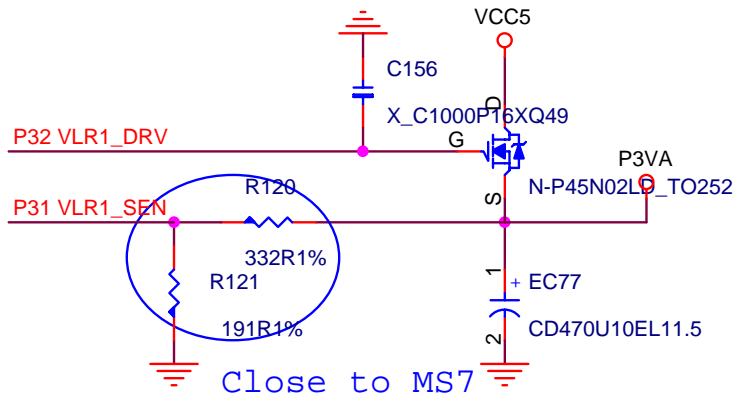 VCC5
C156
X_C1000P16XQ49
D
P32 VLR1_DRV
G
P3VA
R120
N-P45N02LD_TO252
P31 VLR1_SEN
S
332R1%
R121
1
+ EC77
191R1%
2
CD470U10EL11.5
Close to MS7